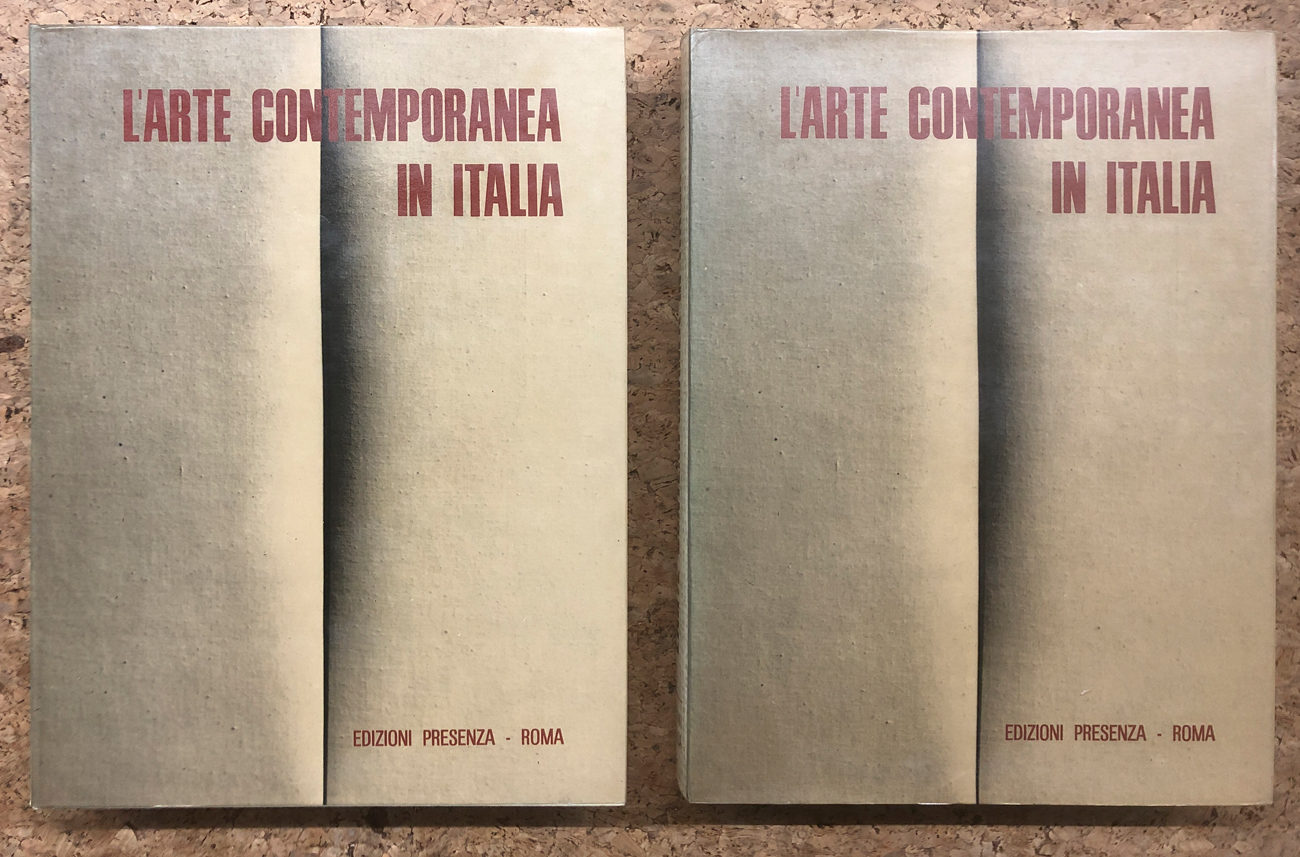 L'ARTE CONTEMPORANEA
IN ITALIA
EDIZIONI PRESENZA - ROMA
L'ARTE CONTEMPORANEA
IN ITALIA
EDIZIONI PRESENZA - ROMA